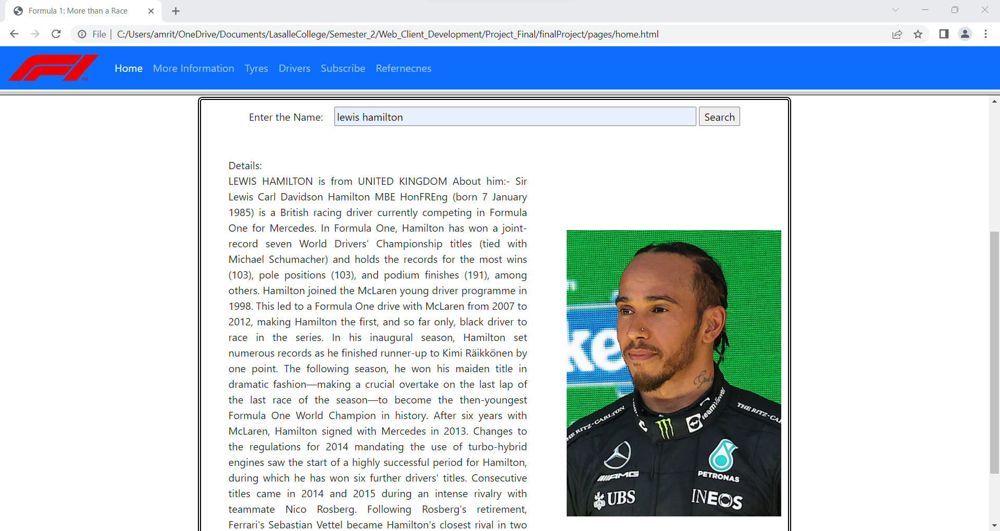 Formula 1: More than a Race
File
C:/Users/amrit/OneDrive/Documents/LasalleCollege/Semester_2/Web_Client_Development/Project_Final/finalProject/pages/home.html
F1 TM
Home More Information Tyres Drivers Subscribe Refernecnes
Enter the Name: lewis hamilton Search
Details:
LEWIS HAMILTON is from UNITED KINGDOM About him:- Sir
Lewis Carl Davidson Hamilton MBE HonFREng (born 7 January
1985) is a British racing driver currently competing in Formula
One for Mercedes. In Formula One, Hamilton has won a joint-
record seven World Drivers' Championship titles (tied with
Michael Schumacher) and holds the records for the most wins
(103), pole positions (103), and podium finishes (191), among
others. Hamilton joined the McLaren young driver programme in
1998. This led to a Formula One drive with McLaren from 2007 to
2012, making Hamilton the first, and so far only, black driver to
race in the series. In his inaugural season, Hamilton set
numerous records as he finished runner-up to Kimi Räikkönen by
one point. The following season, he won his maiden title in
dramatic fashion—making a crucial overtake on the last lap of
the last race of the season—to become the then-youngest
Formula One World Champion in history. After six years with
McLaren, Hamilton signed with Mercedes in 2013. Changes to
the regulations for 2014 mandating the use of turbo-hybrid
engines saw the start of a highly successful period for Hamilton,
during which he has won six further drivers' titles. Consecutive
titles came in 2014 and 2015 during an intense rivalry with
teammate Nico Rosberg. Following Rosberg's retirement,
Ferrari's Sebastian Vettel became Hamilton's closest rival in two
ke
TeamViewer
THE RITZ-CA
HE RITZ-CARLTON
AMG
PETRONAS
UBS
INEOS